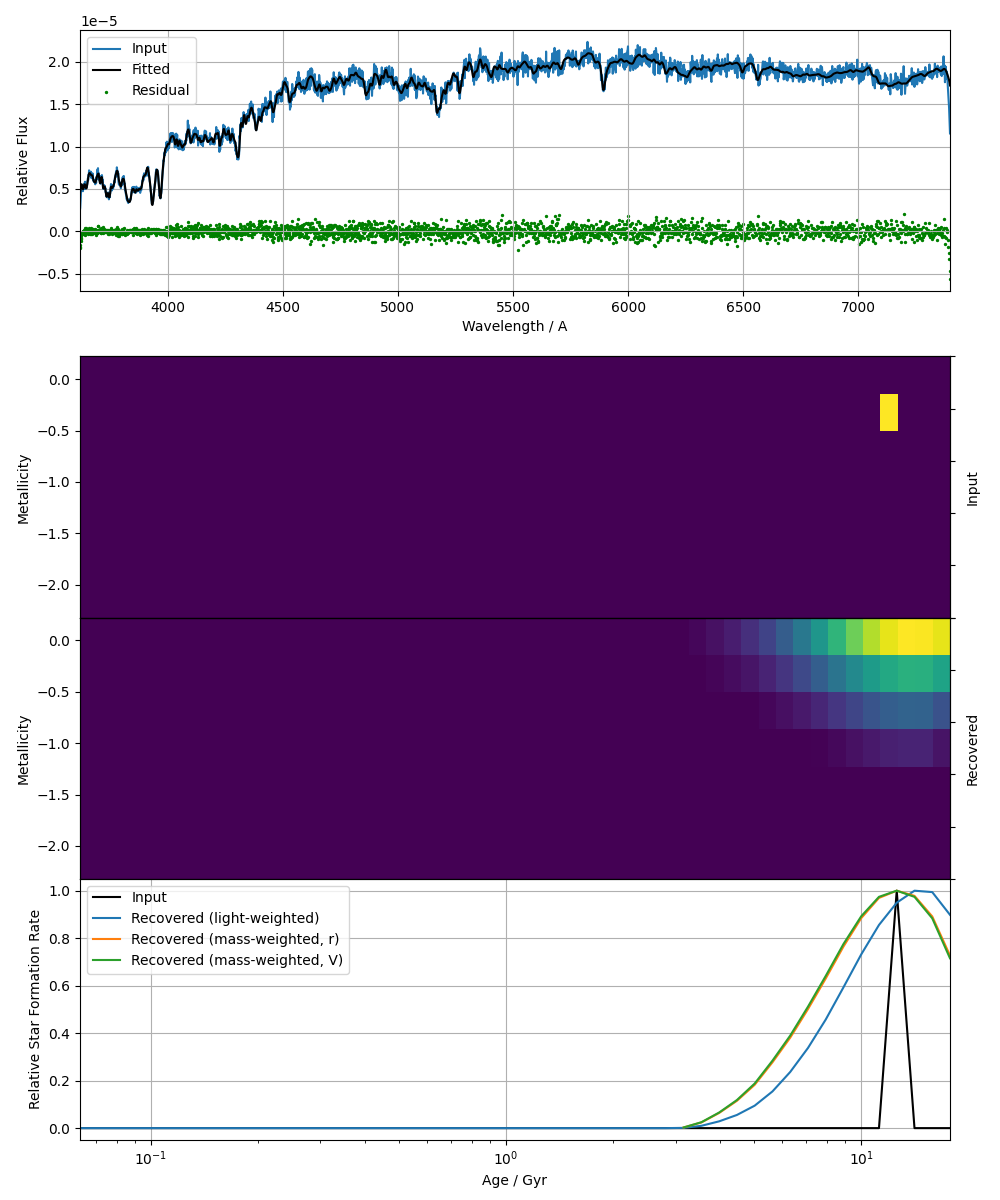 1e−5
Input
Fitted
Residual
2.0
1.5
1.0
0.5
0.0
−0.5
Relative Flux
4000 4500 5000 5500 6000 6500 7000
Wavelength / A
0.0
−0.5
−1.0
−1.5
−2.0
Metallicity
Input
0.0
−0.5
−1.0
−1.5
−2.0
Metallicity
Recovered
Input
Recovered (light-weighted)
Recovered (mass-weighted, r)
Recovered (mass-weighted, V)
1.0
0.8
0.6
0.4
0.2
0.0
Relative Star Formation Rate
10⁻¹ 10⁰ 10¹
Age / Gyr